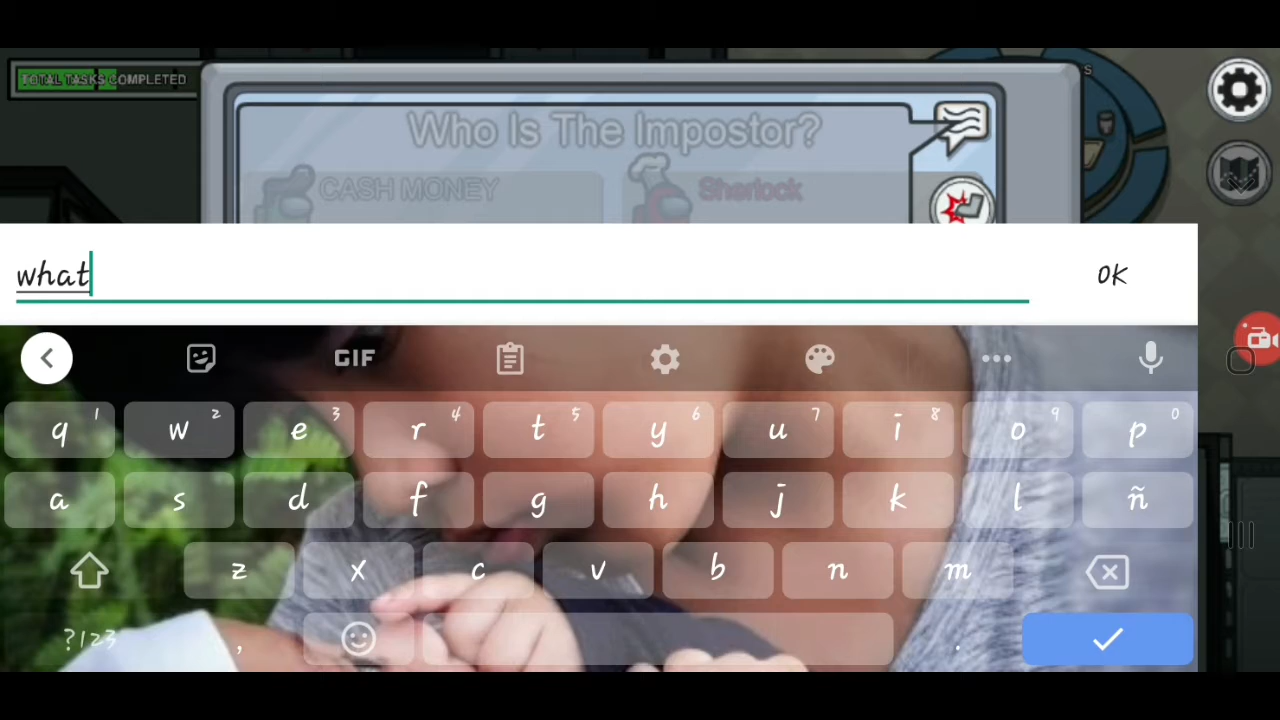 TOTAL TASKS COMPLETED
S
Who Is The Impostor?
CASH MONEY
Sherlock
what
OK
GIF
1 2 3 4 5 6 7 8 9 0
q w e r t y u i o p
a s d f g h j k l ñ
z x c v b n m
?123 , .